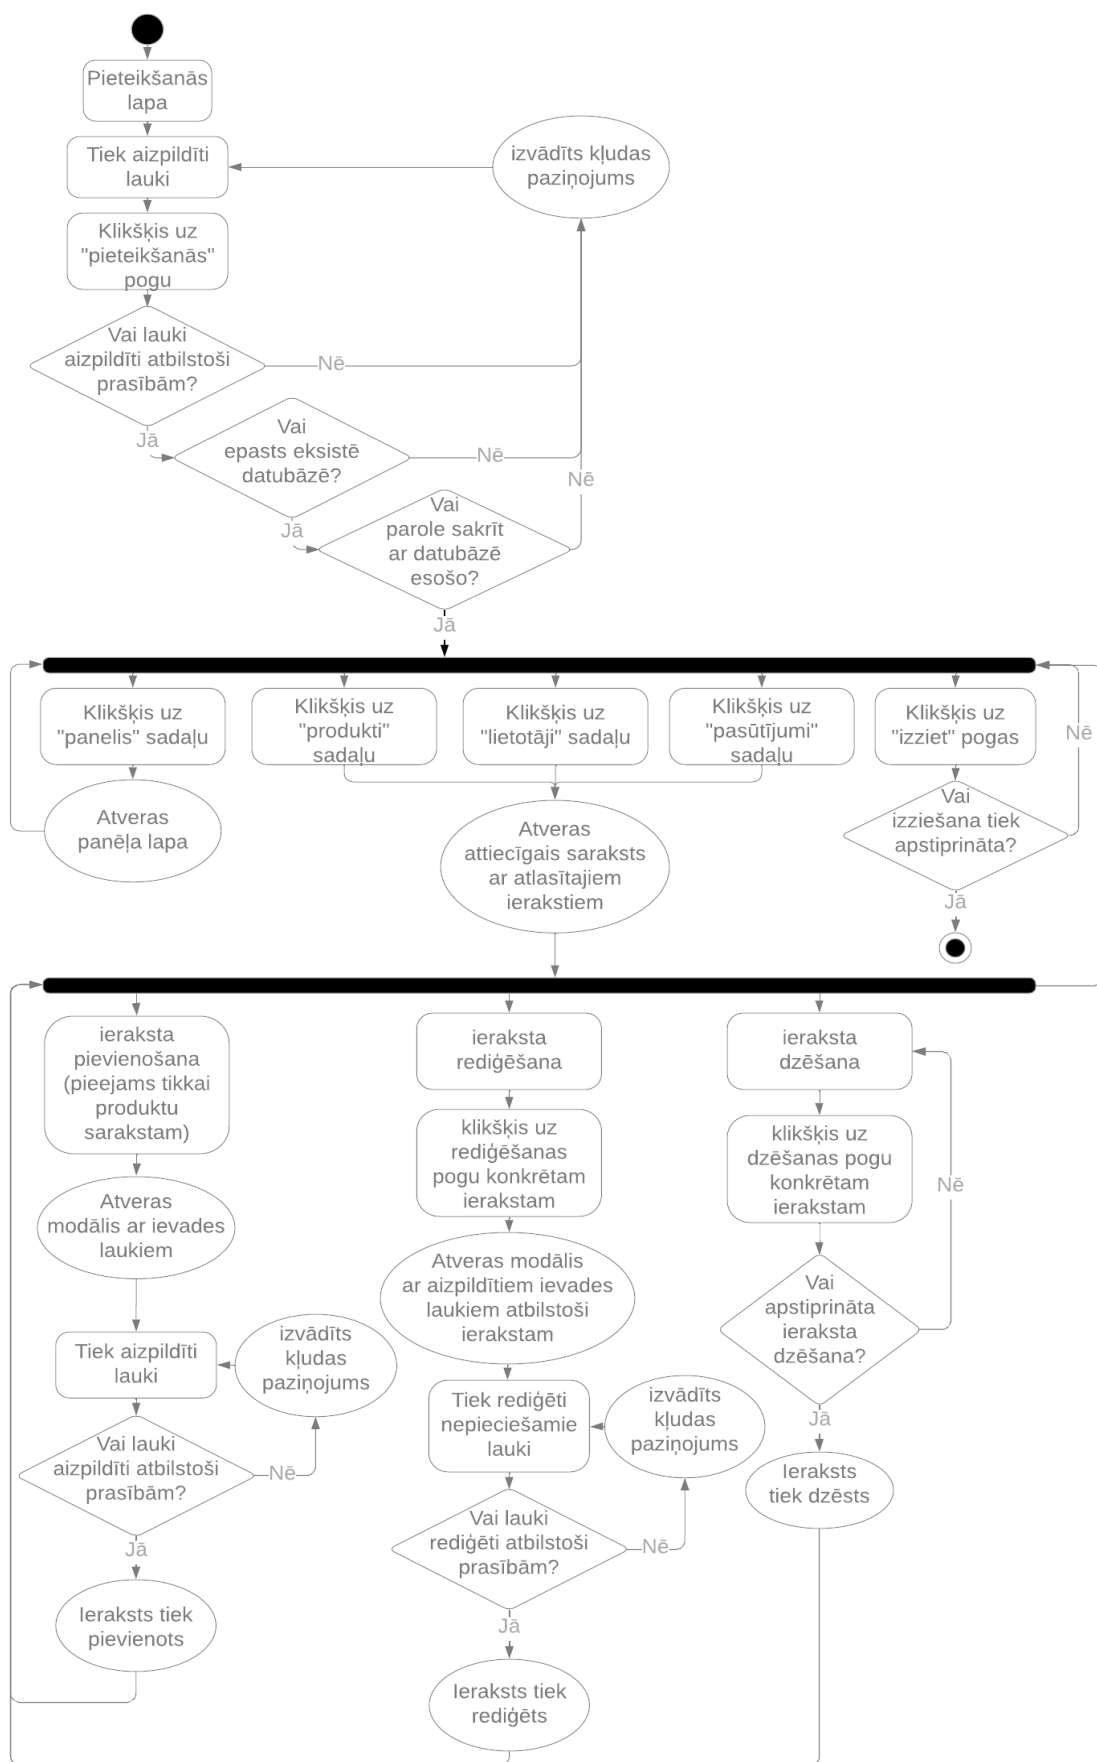 Pieteikšanās
lapa
Tiek aizpildīti
lauki
izvādīts kļudas
paziņojums
Klikšķis uz
"pieteikšanās"
pogu
Vai lauki
aizpildīti atbilstoši
prasībām?
Nē
Jā
Vai
epasts eksistē
datubāzē?
Nē
Nē
Jā
Vai
parole sakrīt
ar datubāzē
esošo?
Jā
Klikšķis uz
"panelis" sadaļu
Klikšķis uz
"produkti"
sadaļu
Klikšķis uz
"lietotāji" sadaļu
Klikšķis uz
"pasūtījumi"
sadaļu
Klikšķis uz
"izziet" pogas
Nē
Atveras
panēļa lapa
Atveras
attiecīgais saraksts
ar atlasītajiem
ierakstiem
Vai
izziešana tiek
apstiprināta?
Jā
ieraksta
pievienošana
(pieejams tikkai
produktu
sarakstam)
ieraksta
rediģēšana
ieraksta
dzēšana
klikšķis uz
rediģēšanas
pogu konkrētam
ierakstam
klikšķis uz
dzēšanas pogu
konkrētam
ierakstam
Nē
Atveras
modālis ar ievades
laukiem
Atveras modālis
ar aizpildītiem ievades
laukiem atbilstoši
ierakstam
Vai
apstiprināta
ieraksta
dzēšana?
Tiek aizpildīti
lauki
izvādīts
kļudas
paziņojums
Tiek rediģēti
nepieciešamie
lauki
izvādīts
kļudas
paziņojums
Jā
Vai lauki
aizpildīti atbilstoši
prasībām?
Nē
Ieraksts
tiek dzēsts
Vai lauki
rediģēti atbilstoši
prasībām?
Nē
Jā
Ieraksts tiek
pievienots
Jā
Ieraksts tiek
rediģēts